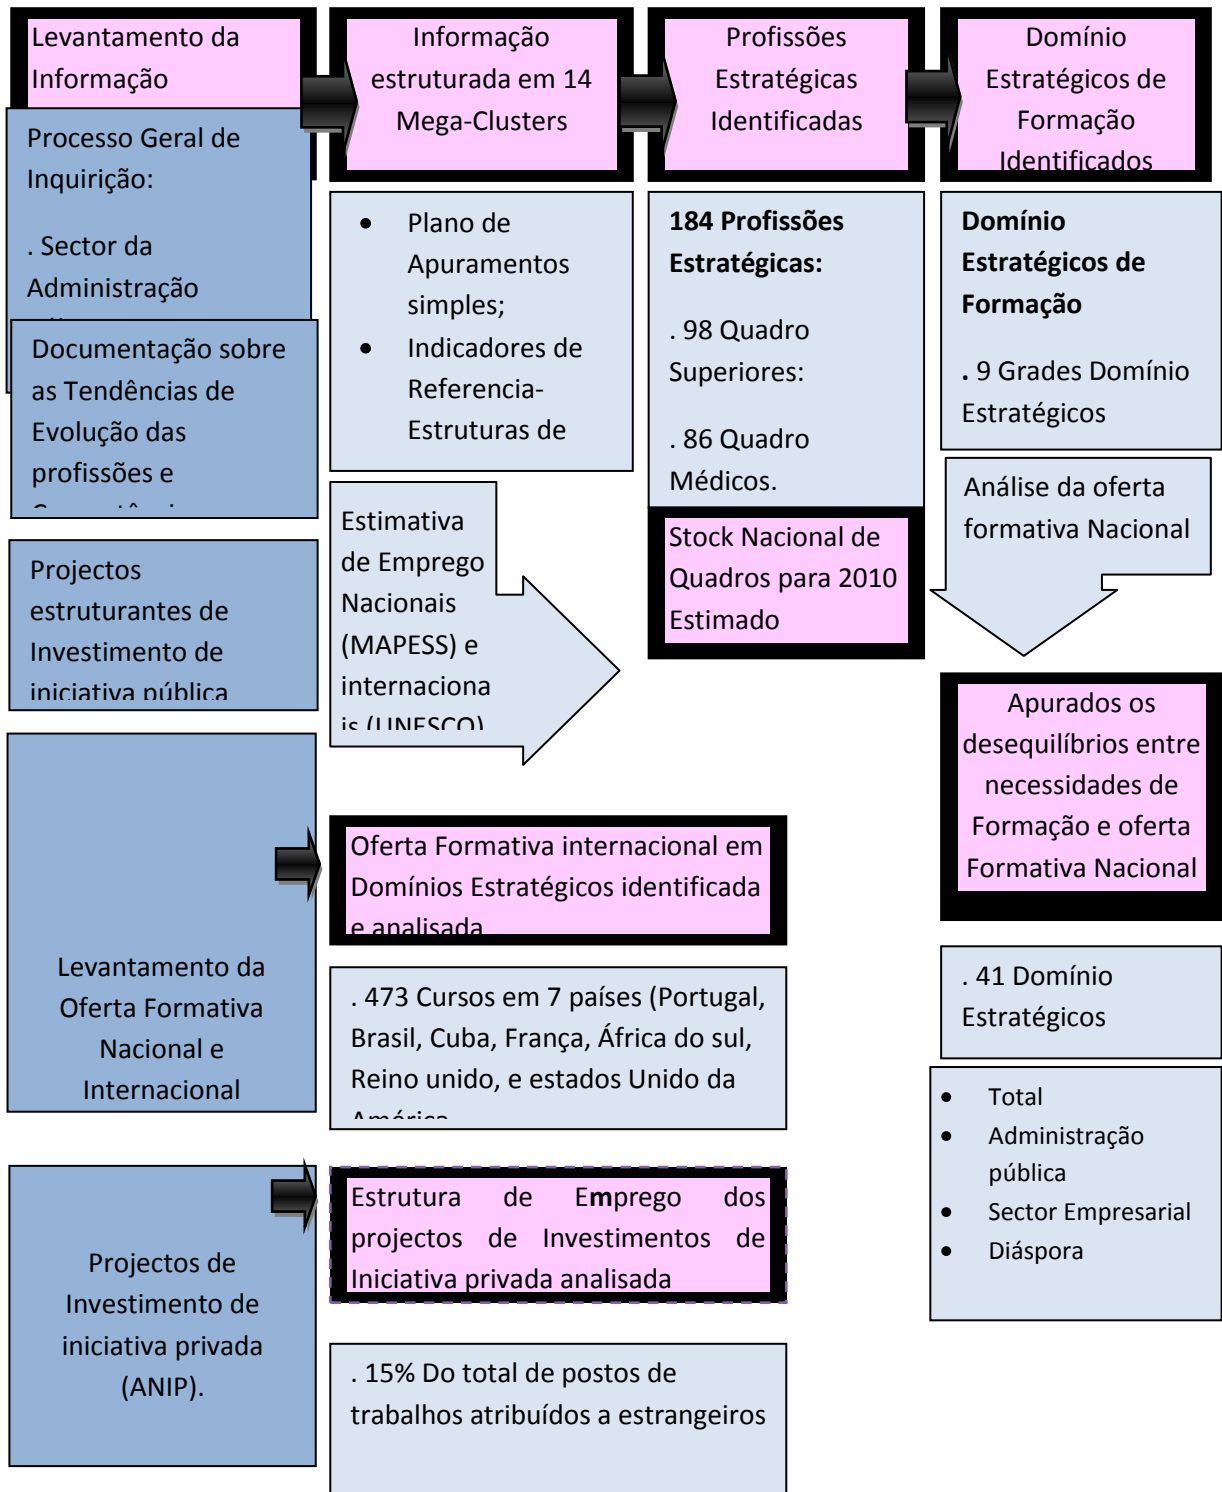 Levantamento da
Informação
Informação
estruturada em 14
Mega-Clusters
Profissões
Estratégicas
Identificadas
Domínio
Estratégicos de
Formação
Identificados
Processo Geral de
Inquirição:
. Sector da
Administração
Documentação sobre
as Tendências de
Evolução das
profissões e
Projectos
estruturantes de
Investimento de
iniciativa pública
• Plano de
Apuramentos
simples;
• Indicadores de
Referencia-
Estruturas de
Estimativa
de Emprego
Nacionais
(MAPESS) e
internaciona
is (UNESCO)
184 Profissões
Estratégicas:
. 98 Quadro
Superiores:
. 86 Quadro
Médicos.
Stock Nacional de
Quadros para 2010
Estimado
Domínio
Estratégicos de
Formação
. 9 Grades Domínio
Estratégicos
Análise da oferta
formativa Nacional
Apurados os
desequilíbrios entre
necessidades de
Formação e oferta
Formativa Nacional
. 41 Domínio
Estratégicos
• Total
• Administração
pública
• Sector Empresarial
• Diáspora
Levantamento da
Oferta Formativa
Nacional e
Internacional
Oferta Formativa internacional em
Domínios Estratégicos identificada
e analisada
. 473 Cursos em 7 países (Portugal,
Brasil, Cuba, França, África do sul,
Reino unido, e estados Unido da
América
Projectos de
Investimento de
iniciativa privada
(ANIP).
Estrutura de Emprego dos
projectos de Investimentos de
Iniciativa privada analisada
. 15% Do total de postos de
trabalhos atribuídos a estrangeiros